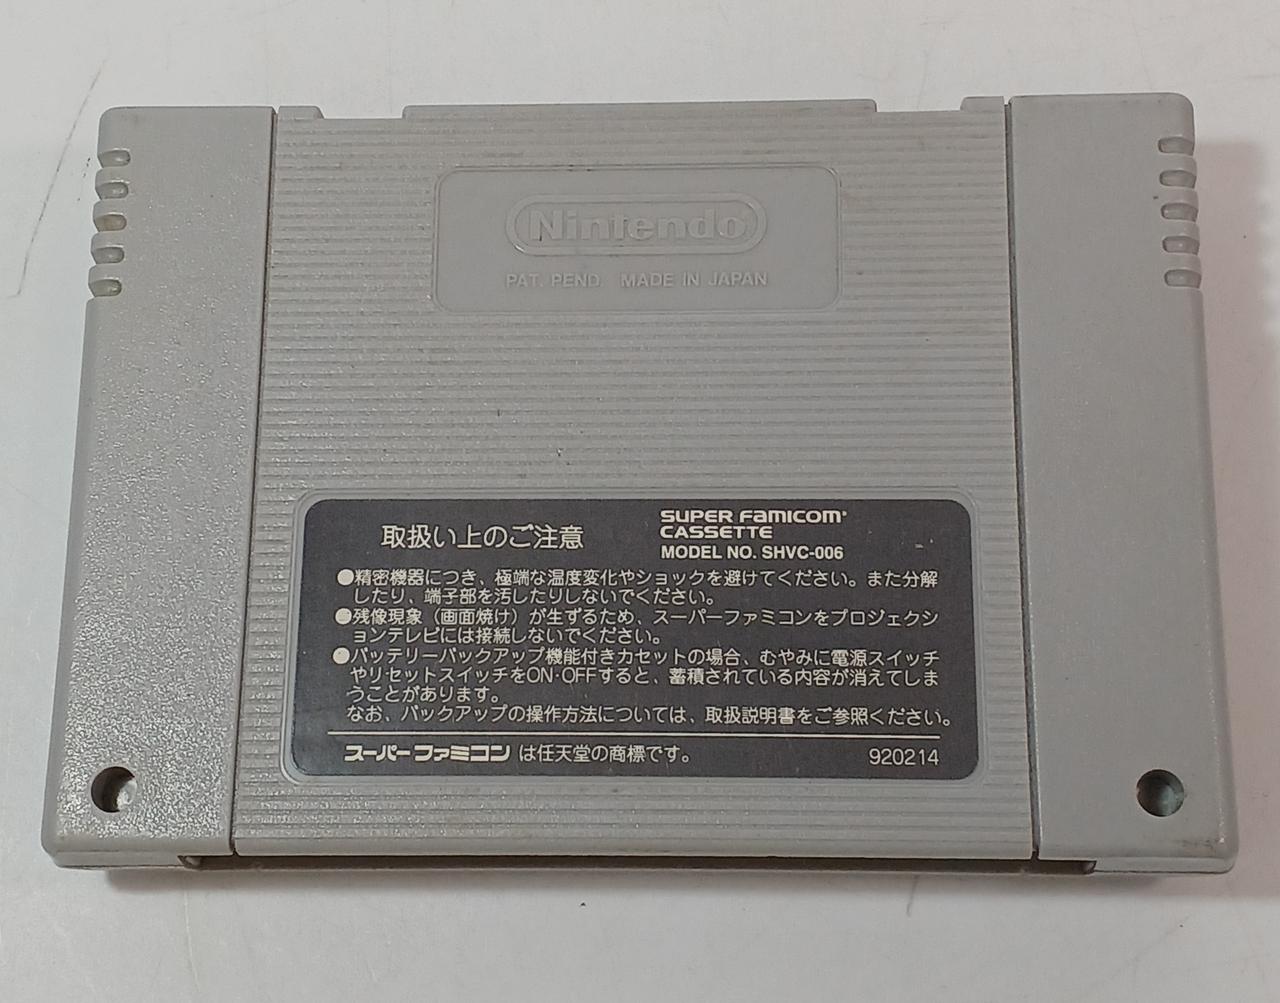 Nintendo
PAT. PEND. MADE IN JAPAN
取扱い上のご注意
SUPER FAMICOM
CASSETTE
MODEL NO. SHVC-006
●精密機器につき、極端な温度変化やショックを避けてください。また分解
したり、端子部を汚したりしないでください。
●残像現象（画面焼け）が生ずるため、スーパーファミコンをプロジェクシ
ョンテレビには接続しないでください。
●バッテリーバックアップ機能付きカセットの場合、むやみに電源スイッチ
やリセットスイッチをON・OFFすると、蓄積されている内容が消えてしま
うことがあります。
なお、バックアップの操作方法については、取扱説明書をご参照ください。
スーパーファミコン は任天堂の商標です。
920214